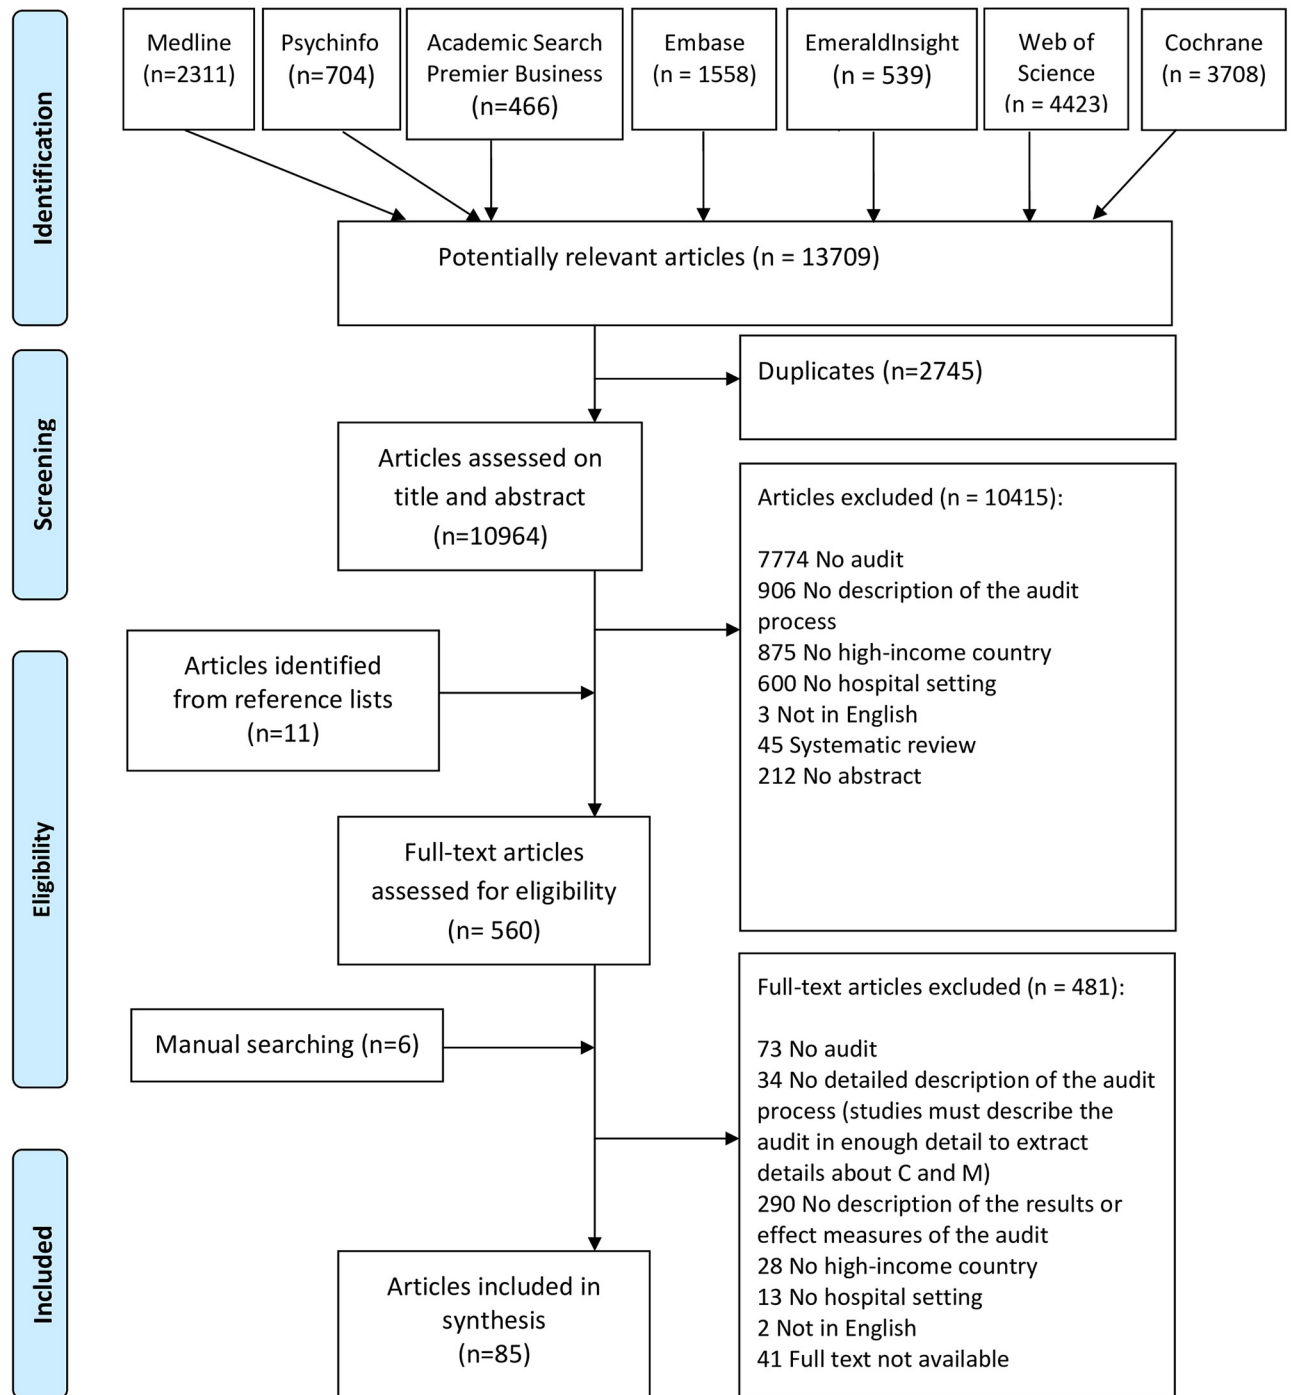 Identification
Medline
(n=2311)
Psychinfo
(n=704)
Academic Search
Premier Business
(n=466)
Embase
(n = 1558)
EmeraldInsight
(n = 539)
Web of
Science
(n = 4423)
Cochrane
(n = 3708)
Potentially relevant articles (n = 13709)
Screening
Duplicates (n=2745)
Articles assessed on
title and abstract
(n=10964)
Articles excluded (n = 10415):
7774 No audit
906 No description of the audit
process
875 No high-income country
600 No hospital setting
3 Not in English
45 Systematic review
212 No abstract
Eligibility
Articles identified
from reference lists
(n=11)
Full-text articles
assessed for eligibility
(n= 560)
Manual searching (n=6)
Full-text articles excluded (n = 481):
73 No audit
34 No detailed description of the audit
process (studies must describe the
audit in enough detail to extract
details about C and M)
290 No description of the results or
effect measures of the audit
28 No high-income country
13 No hospital setting
2 Not in English
41 Full text not available
Included
Articles included in
synthesis
(n=85)